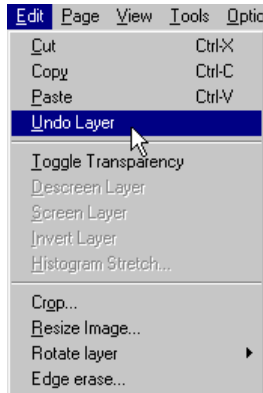 Edit Page View Tools Optic
Cut Ctrl-X
Copy Ctrl-C
Paste Ctrl-V
Undo Layer
Toggle Transparency
Descreen Layer
Screen Layer
Invert Layer
Histogram Stretch...
Crop...
Resize Image...
Rotate layer
Edge erase...